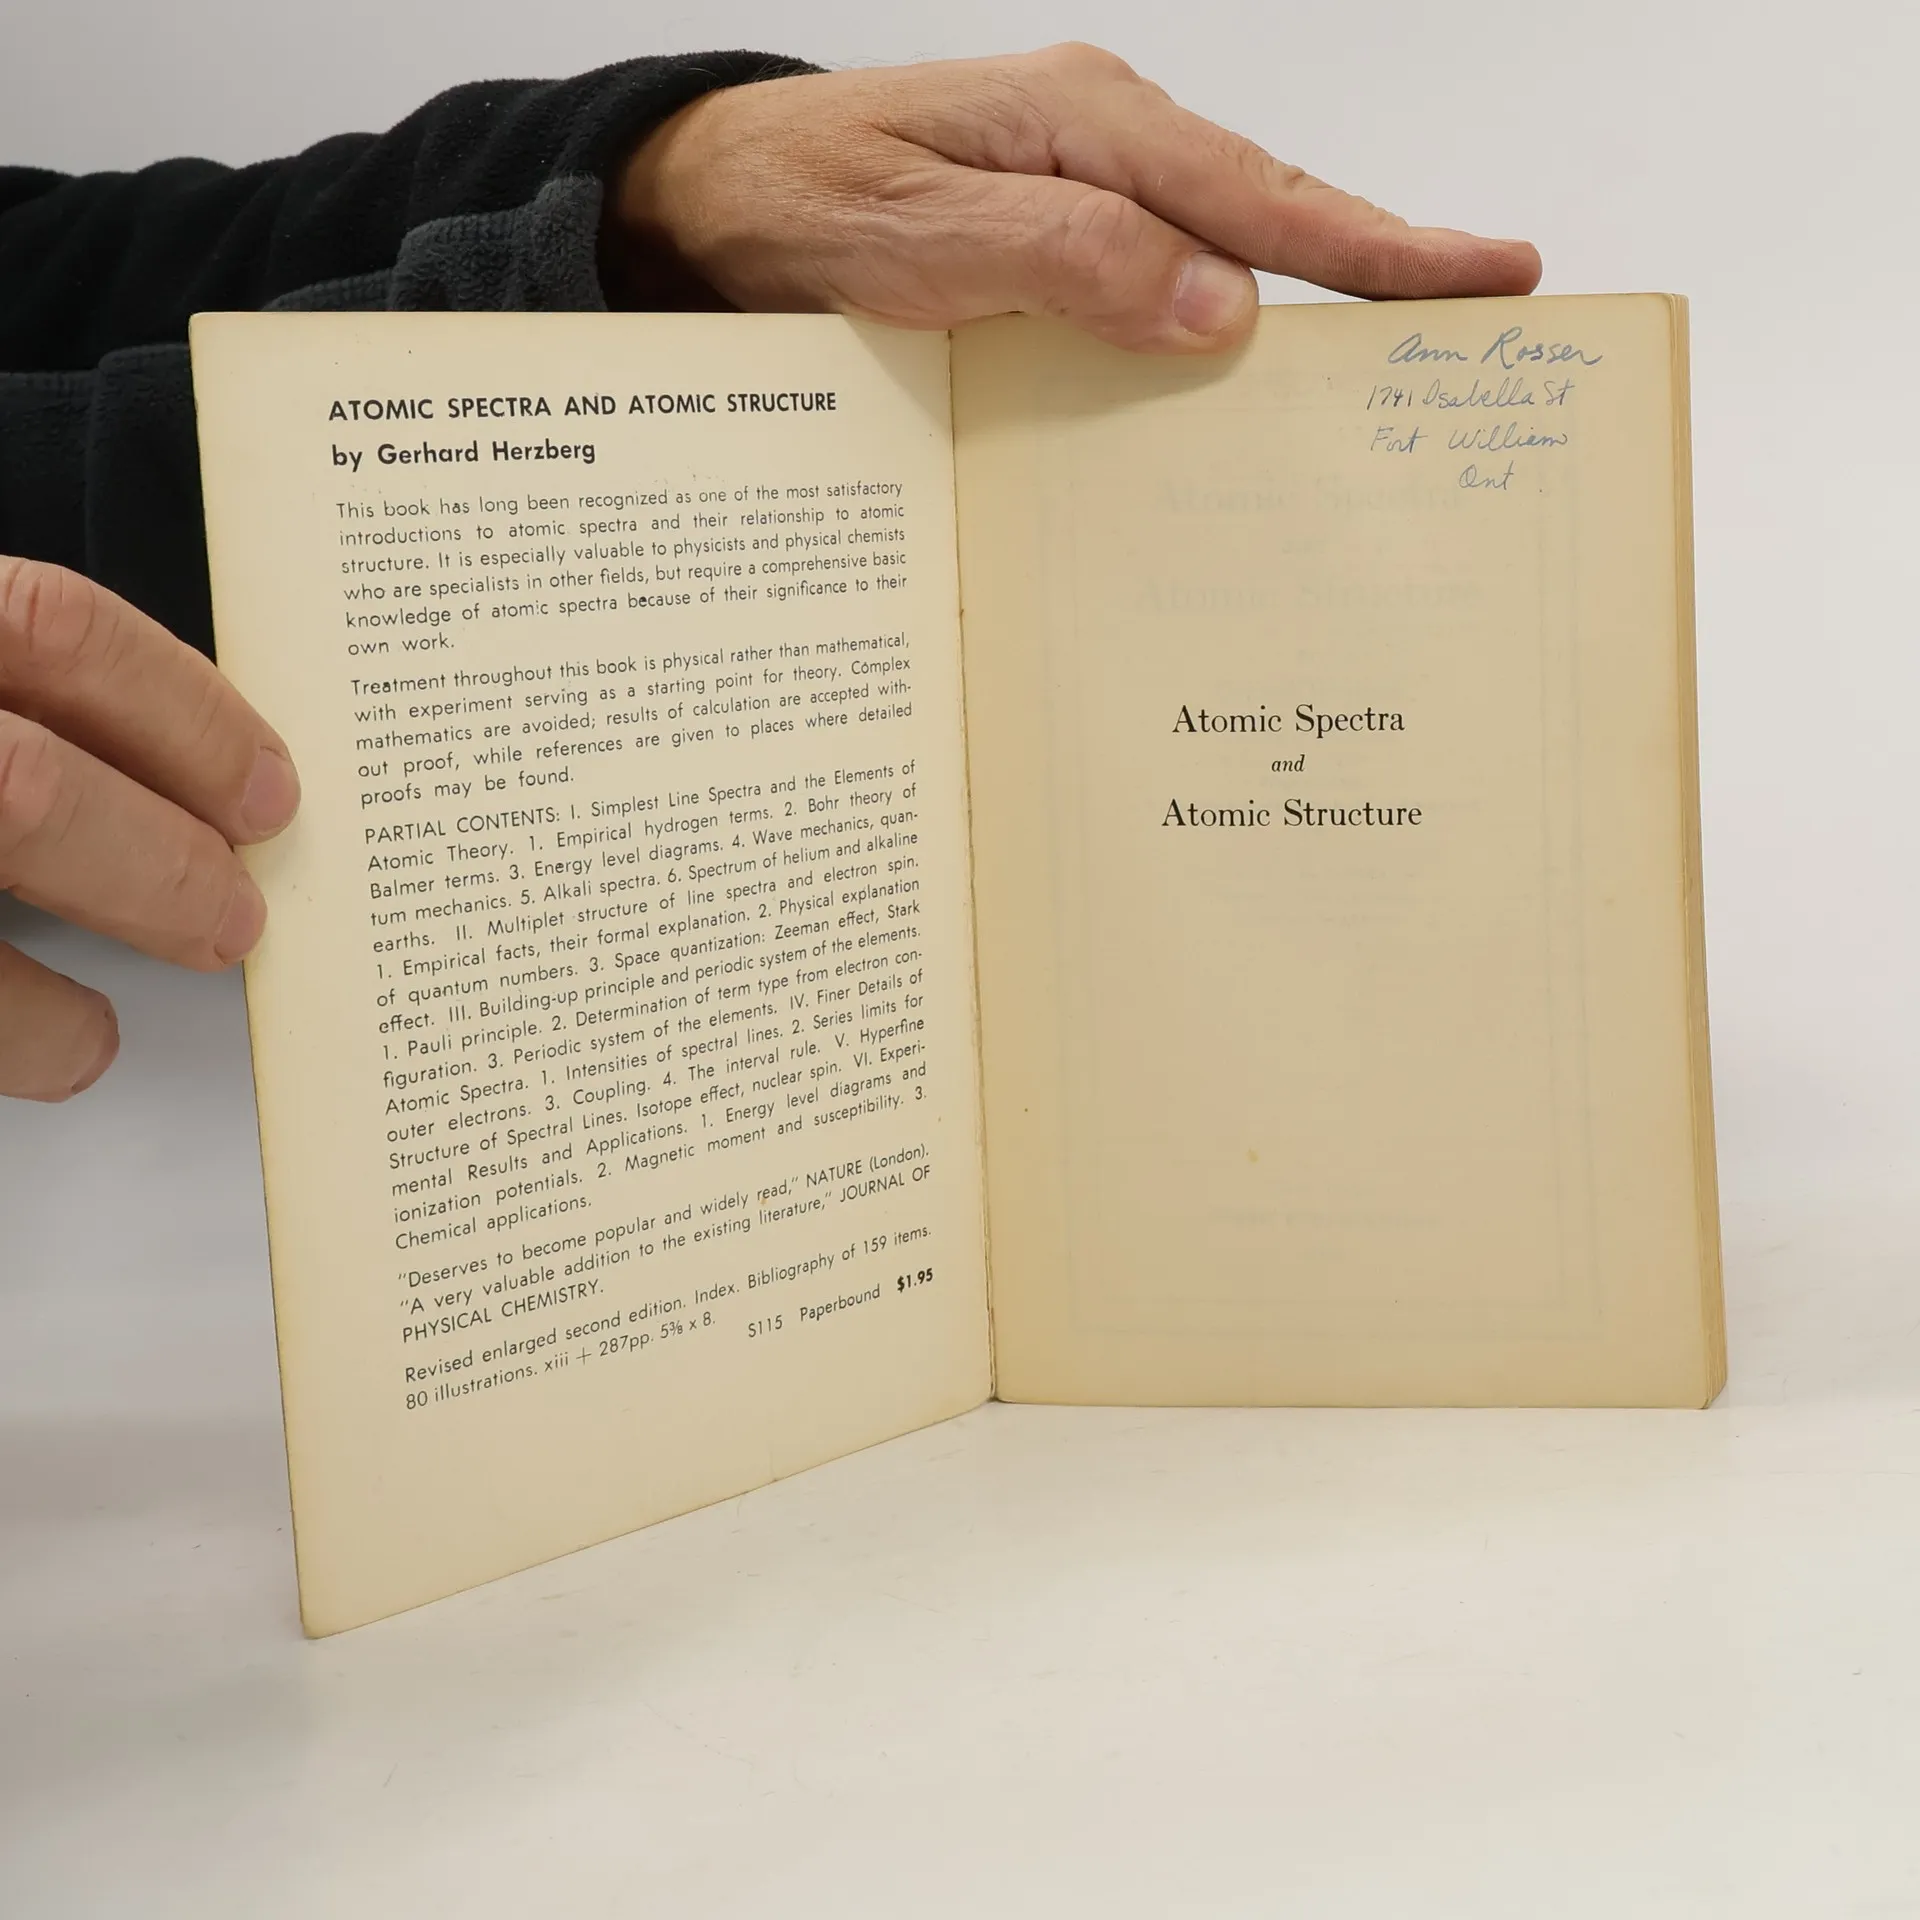 ATOMIC SPECTRA AND ATOMIC STRUCTURE
by Gerhard Herzberg
This book has long been recognized as one of the most satisfactory
introductions to atomic spectra and their relationship to atomic
structure. It is especially valuable to physicists and physical chemists
who are specialists in other fields, but require a comprehensive basic
knowledge of atomic spectra because of their significance to their
own work.
Treatment throughout this book is physical rather than mathematical,
with experiment serving as a starting point for theory. Complex
mathematics are avoided; results of calculation are accepted with-
out proof, while references are given to places where detailed
proofs may be found.
PARTIAL CONTENTS: I. Simplest Line Spectra and the Elements of
Atomic Theory. 1. Empirical hydrogen terms. 2. Bohr theory of
Balmer terms. 3. Energy level diagrams. 4. Wave mechanics, quan-
tum mechanics. 5. Alkali spectra. 6. Spectrum of helium and alkaline
earths. II. Multiplet structure of line spectra and electron spin.
1. Empirical facts, their formal explanation. 2. Physical explanation
of quantum numbers. 3. Space quantization: Zeeman effect, Stark
effect. III. Building-up principle and periodic system of the elements.
1. Pauli principle. 2. Determination of term type from electron con-
figuration. 3. Periodic system of the elements. IV. Finer Details of
Atomic Spectra. 1. Intensities of spectral lines. 2. Series limits for
outer electrons. 3. Coupling. 4. The interval rule. V. Hyperfine
Structure of Spectral Lines. Isotope effect, nuclear spin. VI. Experi-
mental Results and Applications. 1. Energy level diagrams and
ionization potentials. 2. Magnetic moment and susceptibility. 3.
Chemical applications.
"Deserves to become popular and widely read," NATURE (London).
"A very valuable addition to the existing literature," JOURNAL OF
PHYSICAL CHEMISTRY.
Revised enlarged second edition. Index. Bibliography of 159 items.
80 illustrations. xiii + 287pp. 5⅜ x 8.
S115 Paperbound $1.95
Ann Rosser
1741 Isabella St
Fort William
Ont.
Atomic Spectra
and
Atomic Structure